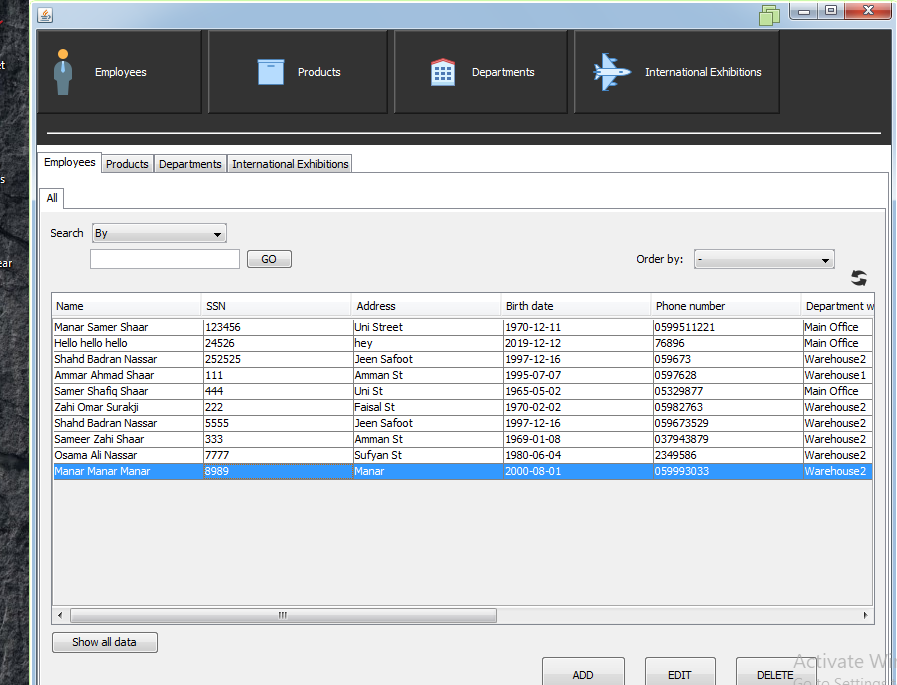 et
s
ear
Employees Products Departments International Exhibitions
Employees Products Departments International Exhibitions
All
Search By
GO Order by: -
Name SSN Address Birth date Phone number Department w
Manar Samer Shaar 123456 Uni Street 1970-12-11 0599511221 Main Office
Hello hello hello 24526 hey 2019-12-12 76896 Main Office
Shahd Badran Nassar 252525 Jeen Safoot 1997-12-16 059673 Warehouse2
Ammar Ahmad Shaar 111 Amman St 1995-07-07 0597628 Warehouse1
Samer Shafiq Shaar 444 Uni St 1965-05-02 05329877 Main Office
Zahi Omar Surakji 222 Faisal St 1970-02-02 05982763 Warehouse2
Shahd Badran Nassar 5555 Jeen Safoot 1997-12-16 059673529 Warehouse2
Sameer Zahi Shaar 333 Amman St 1969-01-08 037943879 Warehouse2
Osama Ali Nassar 7777 Sufyan St 1980-06-04 2349586 Warehouse2
Manar Manar Manar 8989 Manar 2000-08-01 059993033 Warehouse2
Show all data
ADD EDIT DELETE
Activate Wi
Go to Settings